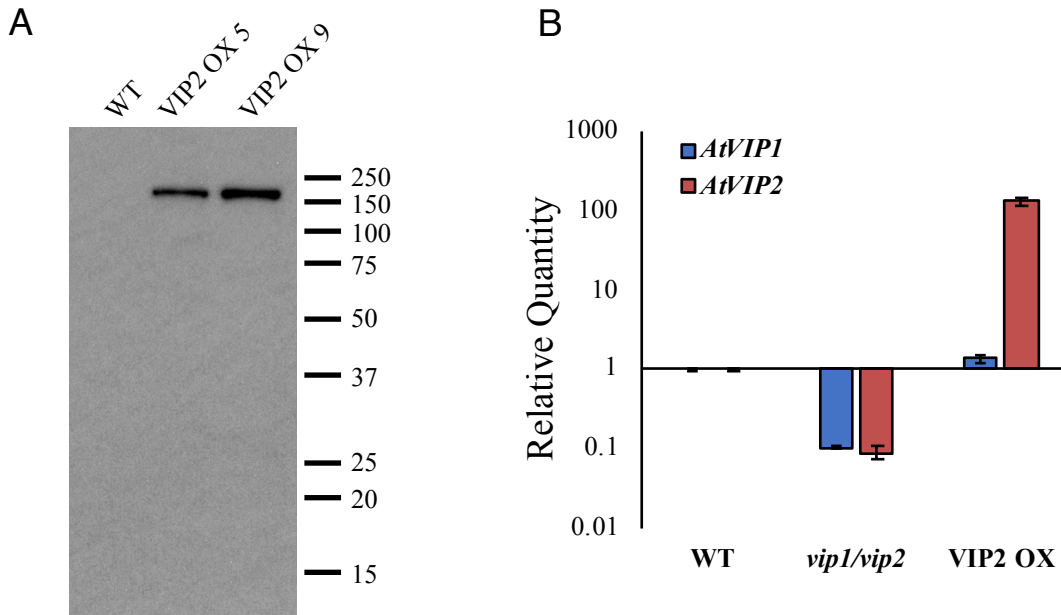 A
WT
VIP2 OX 5
VIP2 OX 9
250
150
100
75
50
37
25
20
15
B
Relative Quantity
1000
100
10
1
0.1
0.01
AtVIP1
AtVIP2
WT
vip1/vip2
VIP2 OX